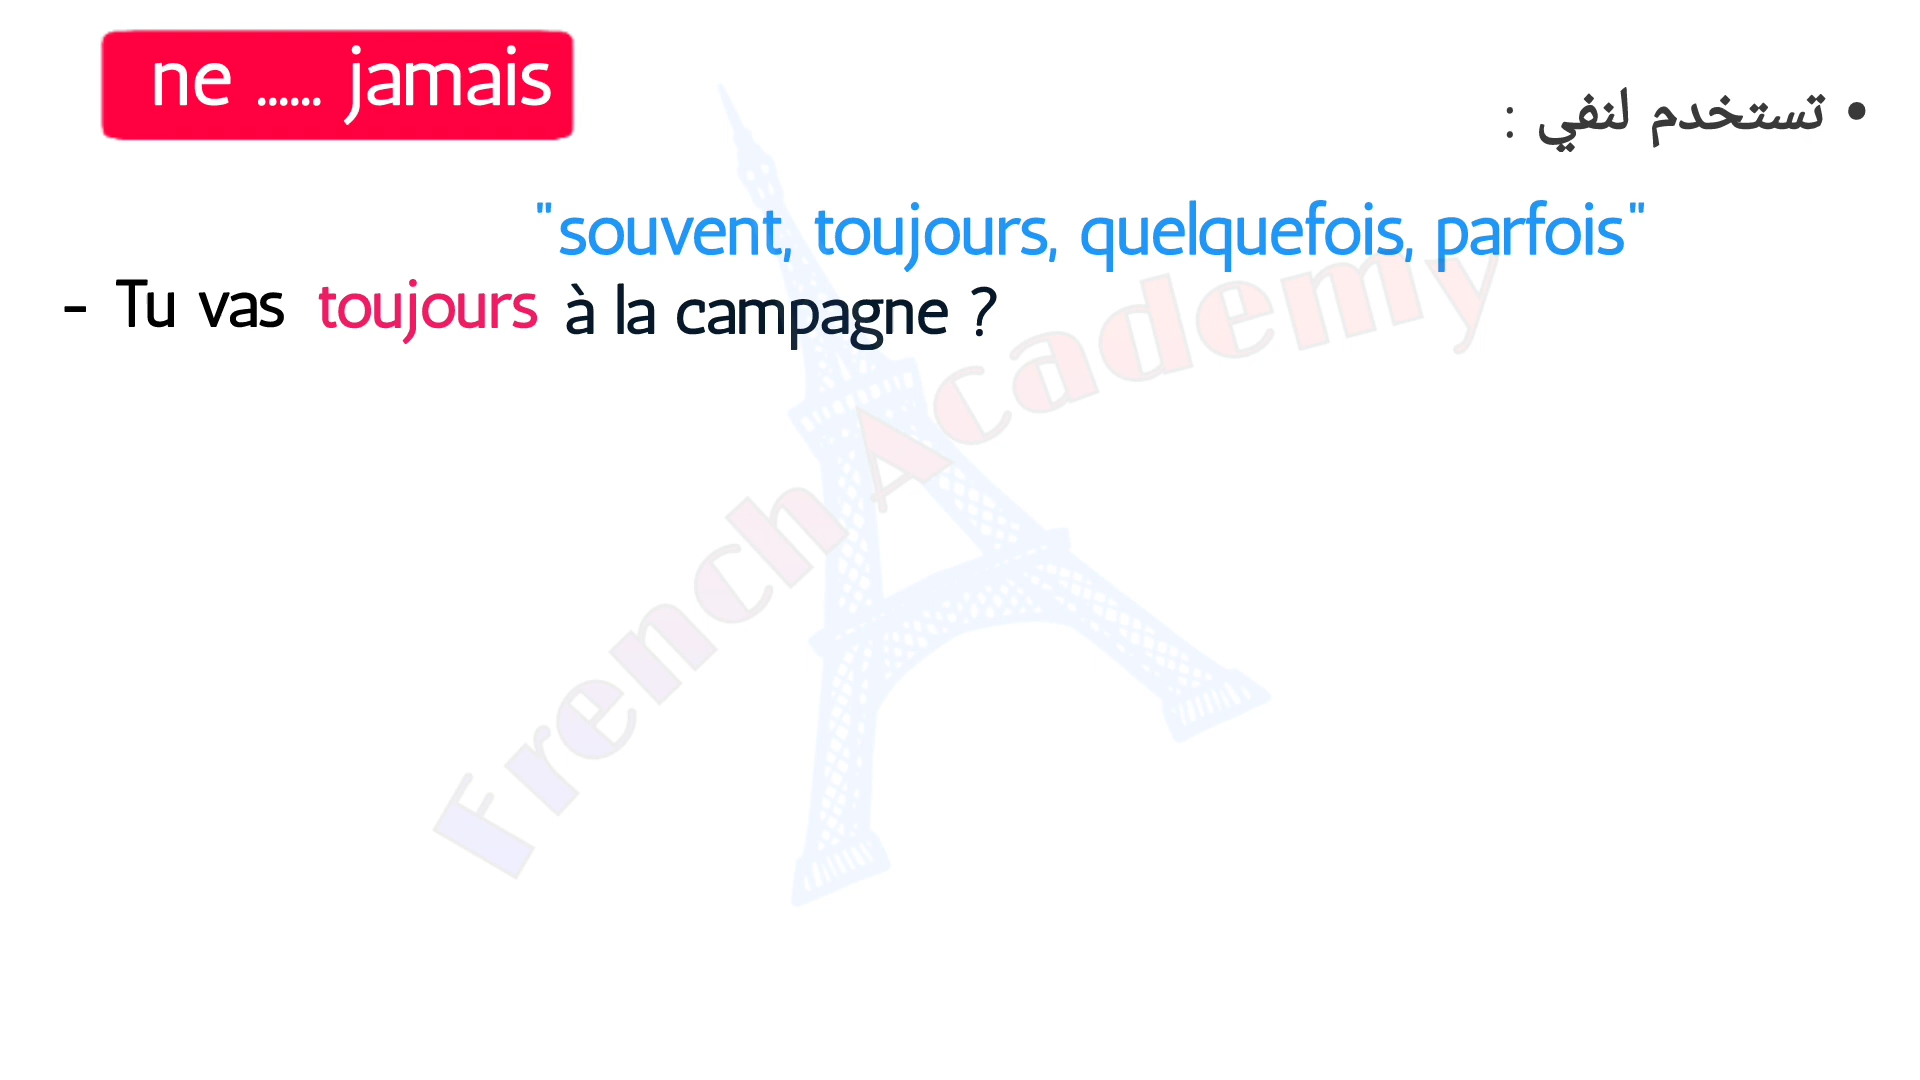 ne ...... jamais
• تستخدم لنفي :
"souvent, toujours, quelquefois, parfois"
- Tu vas toujours à la campagne ?
French Academy